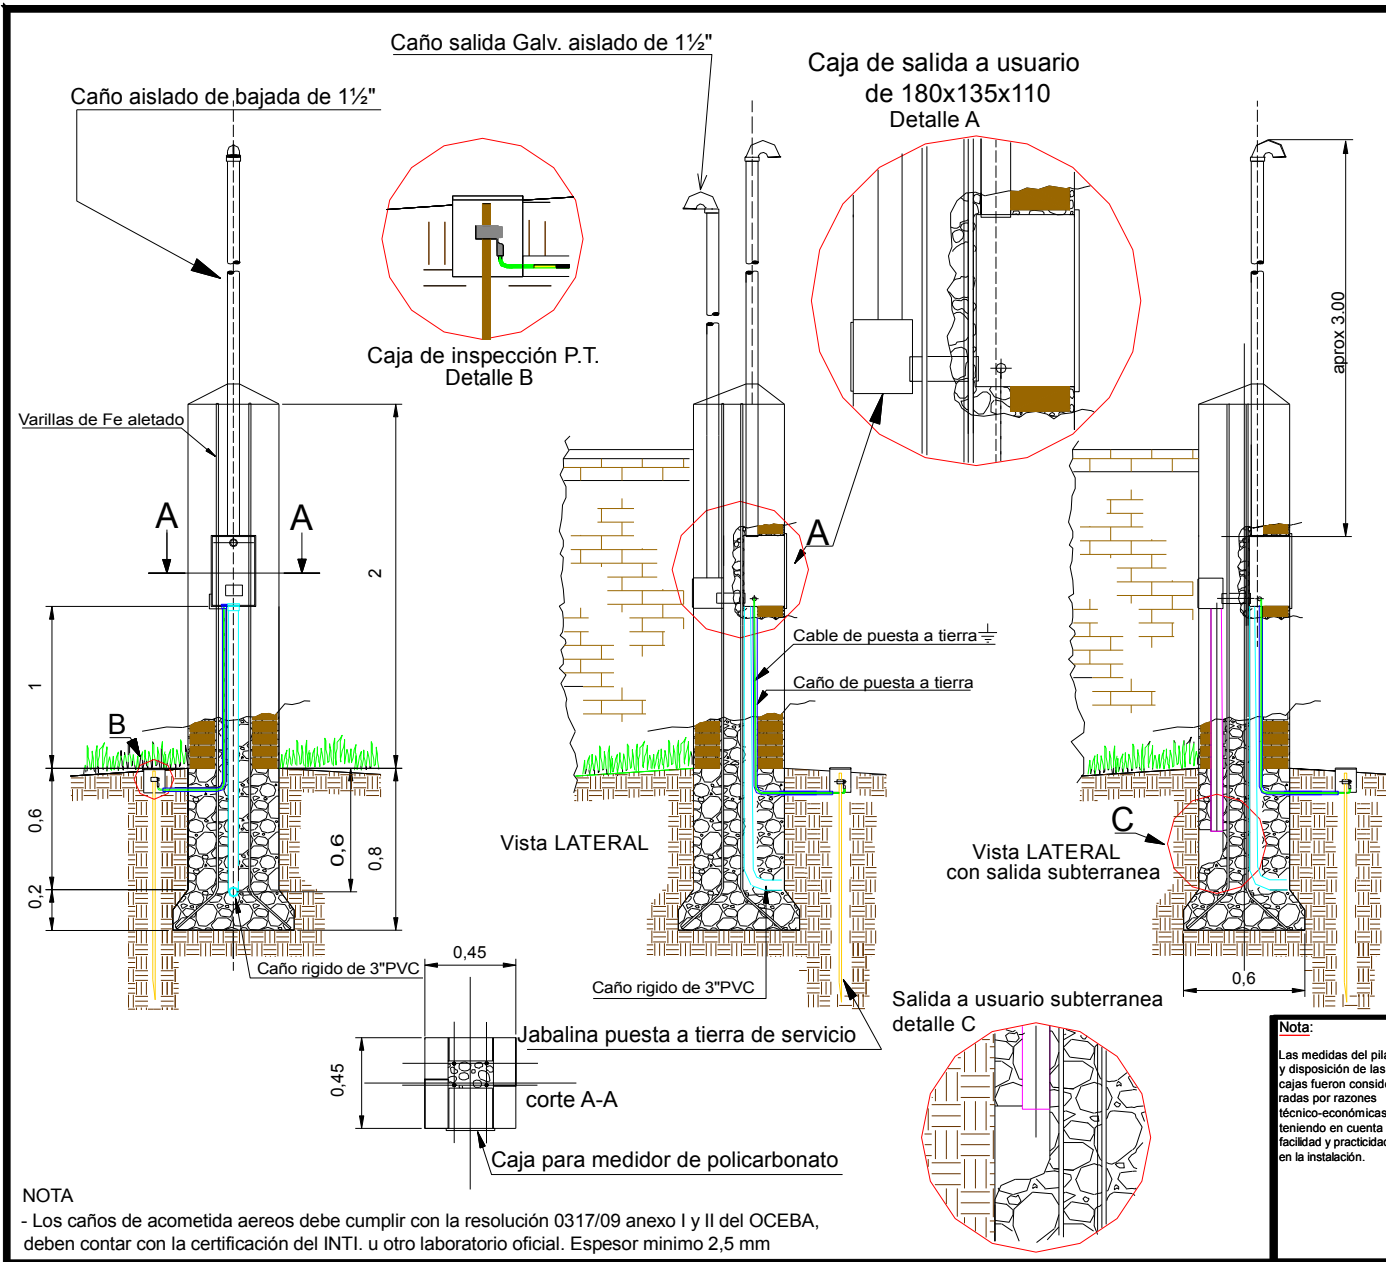 Caño salida Galv. aislado de 1½"
Caja de salida a usuario
de 180x135x110
Detalle A
Caño aislado de bajada de 1½"
Caja de inspección P.T.
Detalle B
aprox 3.00
Varillas de Fe aletado
A
A
A
2
1
B
0,6
0,2
0,6
0,8
Cable de puesta a tierra
Caño de puesta a tierra
Vista LATERAL
C
Vista LATERAL
con salida subterranea
Caño rigido de 3"PVC
0,45
0,45
Caño rigido de 3"PVC
0,6
Jabalina puesta a tierra de servicio
corte A-A
Caja para medidor de policarbonato
Salida a usuario subterranea
detalle C
Nota:
Las medidas del pila
y disposición de las
cajas fueron conside
radas por razones
técnico-económicas
teniendo en cuenta
facilidad y practicidad
en la instalación.
NOTA
- Los caños de acometida aereos debe cumplir con la resolución 0317/09 anexo I y II del OCEBA,
deben contar con la certificación del INTI. u otro laboratorio oficial. Espesor minimo 2,5 mm